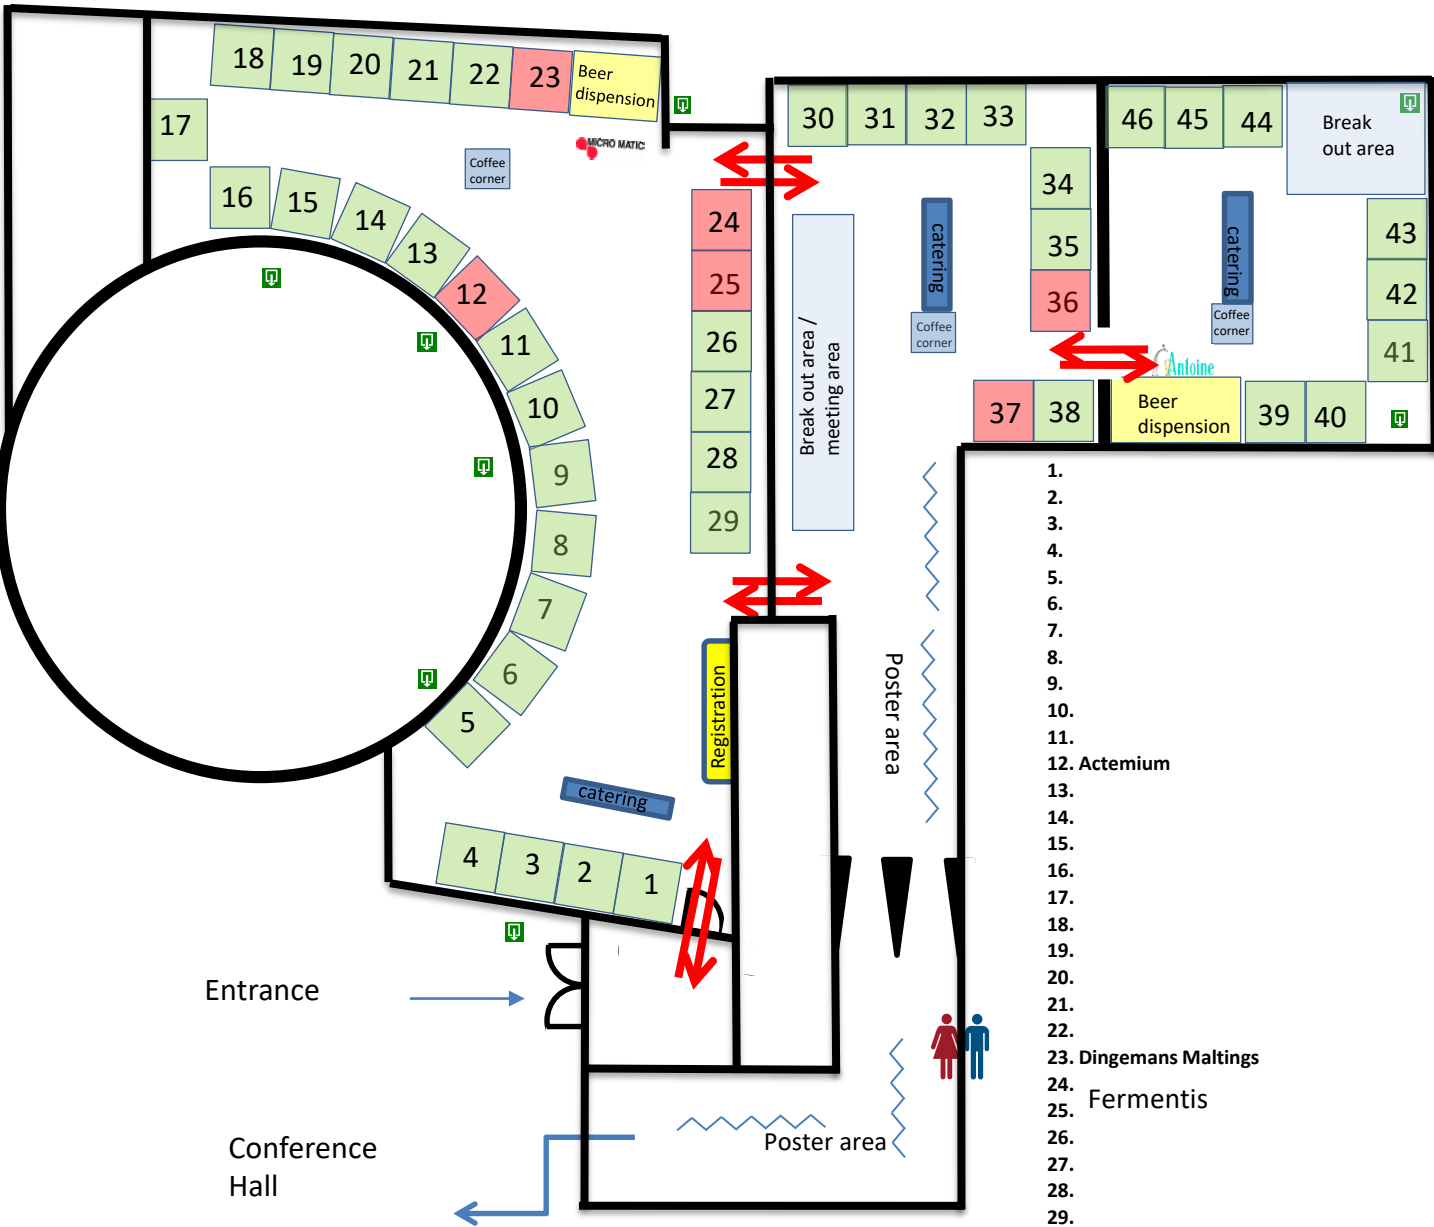 18
19
20
21
22
23
Beer
dispension
17
MICRO MATIC
Coffee
corner
16
15
14
13
12
11
10
9
8
7
6
5
4
3
2
1
24
25
26
27
28
29
30
31
32
33
34
35
36
37
38
Break out area /
meeting area
catering
Coffee
corner
46
45
44
Break
out area
43
42
41
catering
Coffee
corner
Antoine
Beer
dispension
39
40
Registration
catering
Poster area
Entrance
Conference
Hall
Poster area
1.
2.
3.
4.
5.
6.
7.
8.
9.
10.
11.
12. Actemium
13.
14.
15.
16.
17.
18.
19.
20.
21.
22.
23. Dingemans Maltings
24.
25.
Fermentis
26.
27.
28.
29.